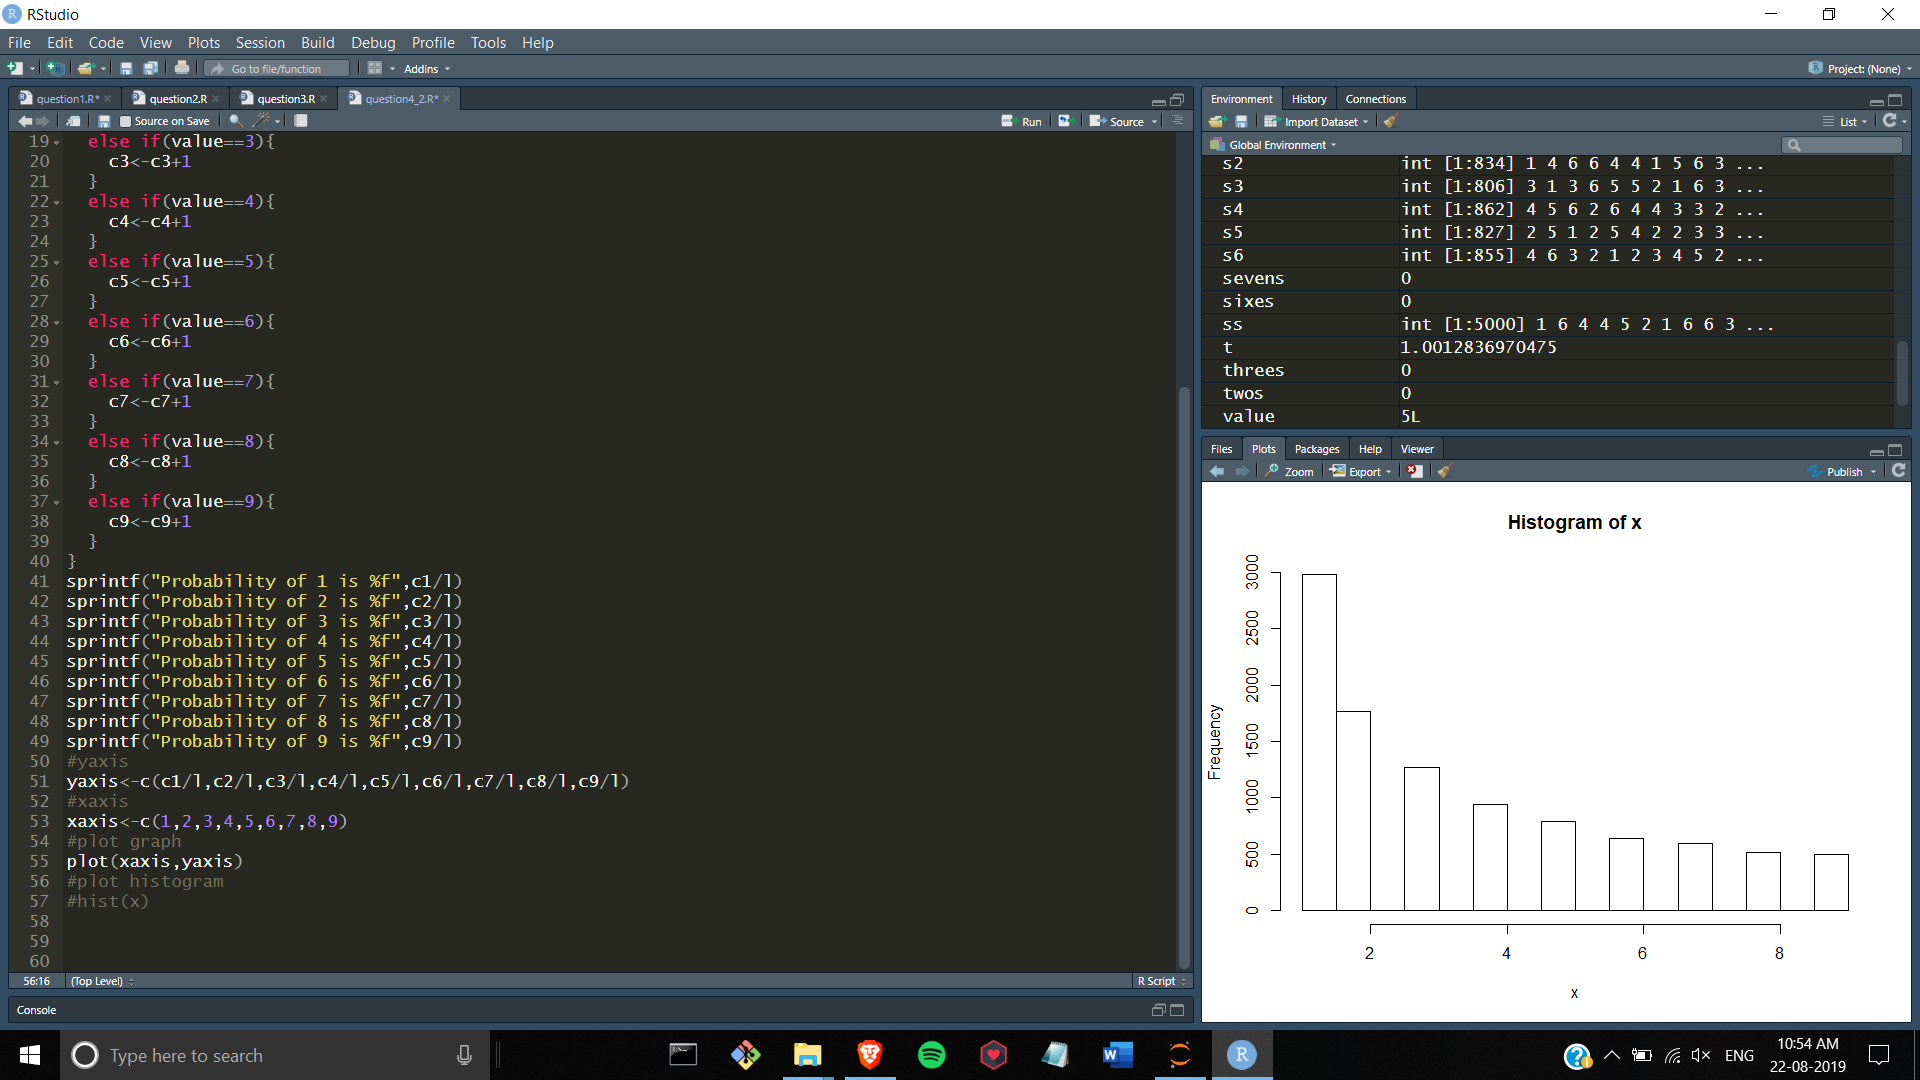 RStudio
File Edit Code View Plots Session Build Debug Profile Tools Help
Go to file/function Addins Project: (None)
question1.R* question2.R question3.R question4_2.R*
Source on Save Run Source
19 else if(value==3){
20 c3<-c3+1
21 }
22 else if(value==4){
23 c4<-c4+1
24 }
25 else if(value==5){
26 c5<-c5+1
27 }
28 else if(value==6){
29 c6<-c6+1
30 }
31 else if(value==7){
32 c7<-c7+1
33 }
34 else if(value==8){
35 c8<-c8+1
36 }
37 else if(value==9){
38 c9<-c9+1
39 }
40 }
41 sprintf("Probability of 1 is %f",c1/l)
42 sprintf("Probability of 2 is %f",c2/l)
43 sprintf("Probability of 3 is %f",c3/l)
44 sprintf("Probability of 4 is %f",c4/l)
45 sprintf("Probability of 5 is %f",c5/l)
46 sprintf("Probability of 6 is %f",c6/l)
47 sprintf("Probability of 7 is %f",c7/l)
48 sprintf("Probability of 8 is %f",c8/l)
49 sprintf("Probability of 9 is %f",c9/l)
50 #yaxis
51 yaxis<-c(c1/l,c2/l,c3/l,c4/l,c5/l,c6/l,c7/l,c8/l,c9/l)
52 #xaxis
53 xaxis<-c(1,2,3,4,5,6,7,8,9)
54 #plot graph
55 plot(xaxis,yaxis)
56 #plot histogram
57 #hist(x)
58
59
60
56:16 (Top Level) R Script
Console
Environment History Connections
Import Dataset List
Global Environment
s2 int [1:834] 1 4 6 6 4 4 1 5 6 3 ...
s3 int [1:806] 3 1 3 6 5 5 2 1 6 3 ...
s4 int [1:862] 4 5 6 2 6 4 4 3 3 2 ...
s5 int [1:827] 2 5 1 2 5 4 2 2 3 3 ...
s6 int [1:855] 4 6 3 2 1 2 3 4 5 2 ...
sevens 0
sixes 0
ss int [1:5000] 1 6 4 4 5 2 1 6 6 3 ...
t 1.0012836970475
threes 0
twos 0
value 5L
Files Plots Packages Help Viewer
Zoom Export Publish
Histogram of x
Frequency
3000
2500
2000
1500
1000
500
0
2 4 6 8
x
Type here to search
ENG
10:54 AM
22-08-2019